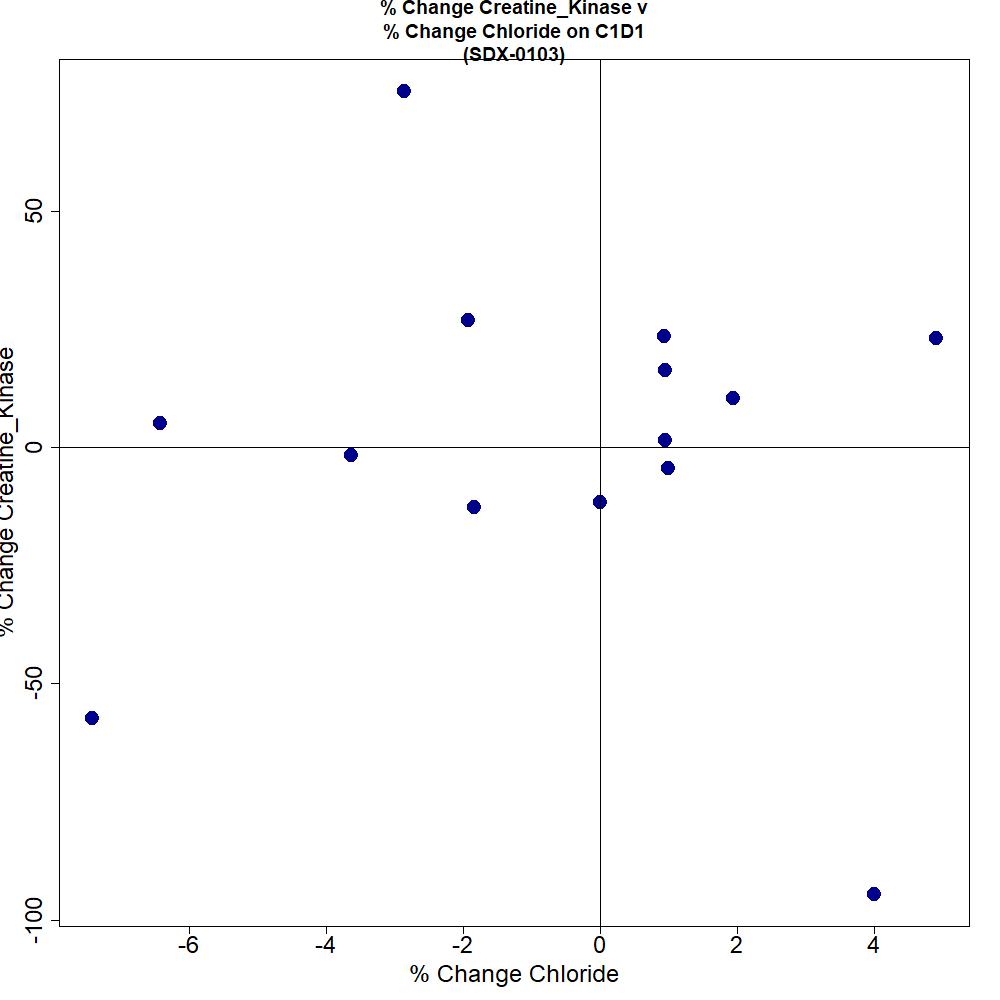 % Change Creatine_Kinase v
% Change Chloride on C1D1
(SDX-0103)
% Change Creatine_Kinase
50
0
-50
-100
-6
-4
-2
0
2
4
% Change Chloride